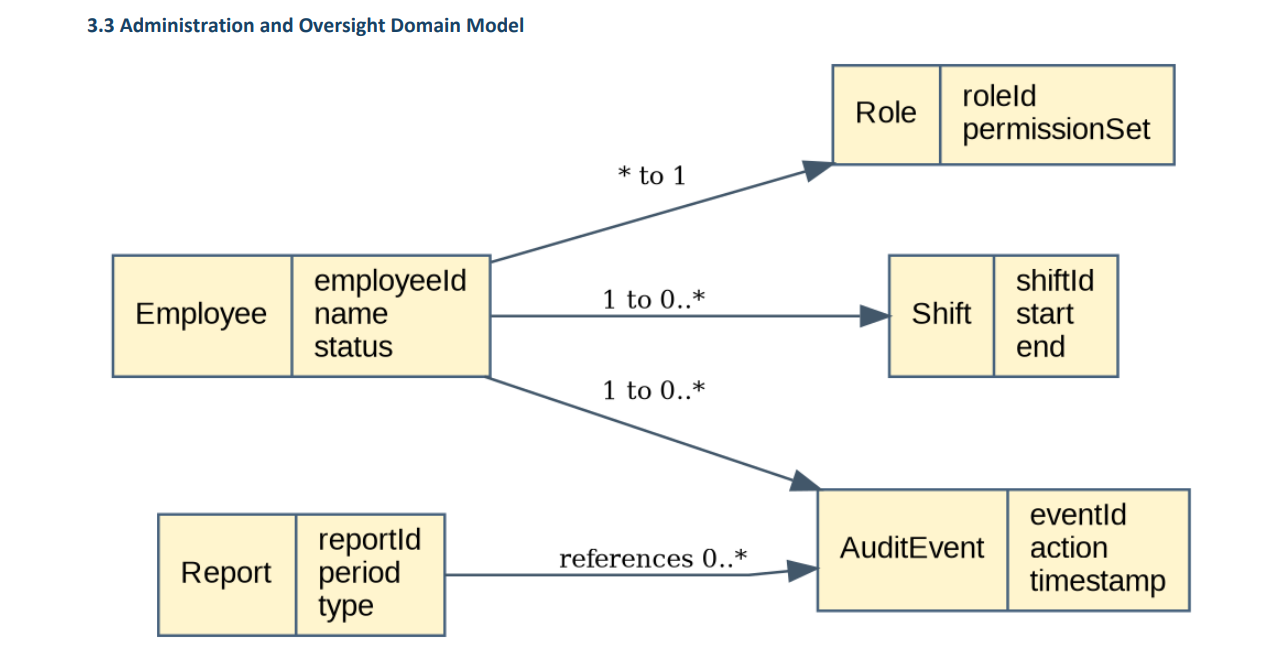 3.3 Administration and Oversight Domain Model
Role
roleId
permissionSet
* to 1
Employee
employeeId
name
status
1 to 0..*
Shift
shiftId
start
end
1 to 0..*
Report
reportId
period
type
references 0..*
AuditEvent
eventId
action
timestamp